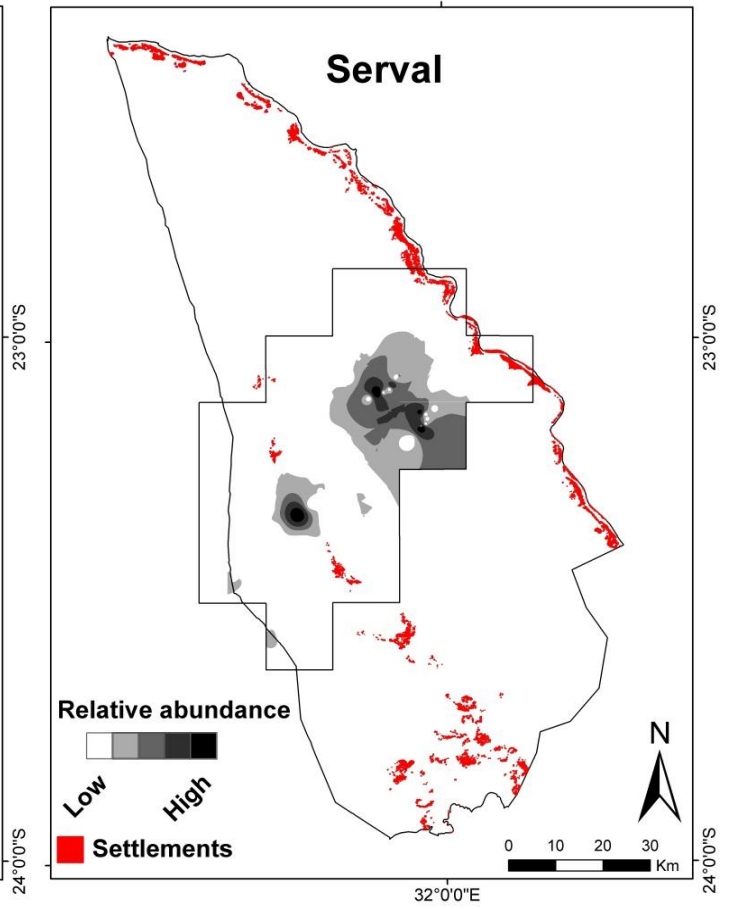 Serval
23°0'0"S
23°0'0"S
Relative abundance
Low
High
Settlements
N
0 10 20 30
Km
24°0'0"S
24°0'0"S
32°0'0"E